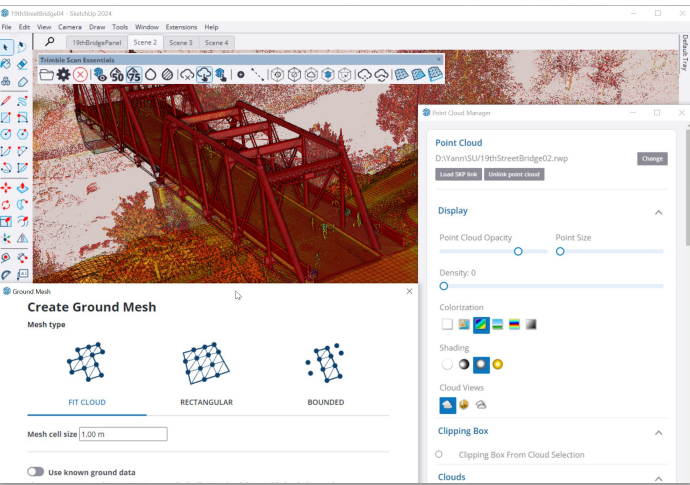 19thStreetBridge04 - SketchUp 2024
File Edit View Camera Draw Tools Window Extensions Help
19thBridgePanel Scene 2 Scene 3 Scene 4
Default Tray
Trimble Scan Essentials
Point Cloud Manager
Point Cloud
D:\Yann\SU/19thStreetBridge02.rwp Change
Load SKP link Unlink point cloud
Display
Point Cloud Opacity Point Size
Density: 0
Colorization
Shading
Cloud Views
Clipping Box
Clipping Box From Cloud Selection
Clouds
Ground Mesh
Create Ground Mesh
Mesh type
FIT CLOUD RECTANGULAR BOUNDED
Mesh cell size 1,00 m
Use known ground data